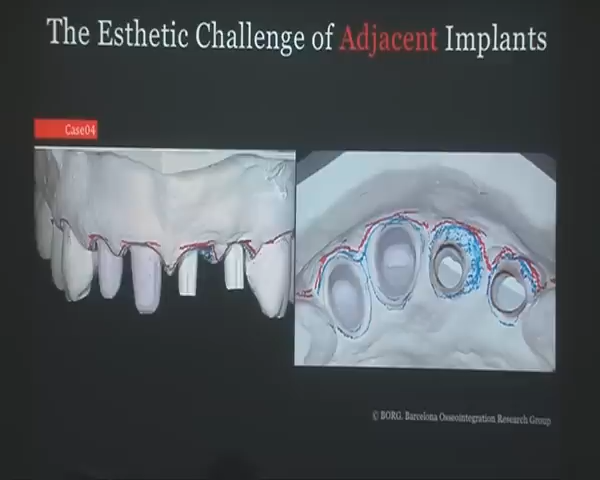 The Esthetic Challenge of Adjacent Implants
Case04
© BORG. Barcelona Osseointegration Research Group